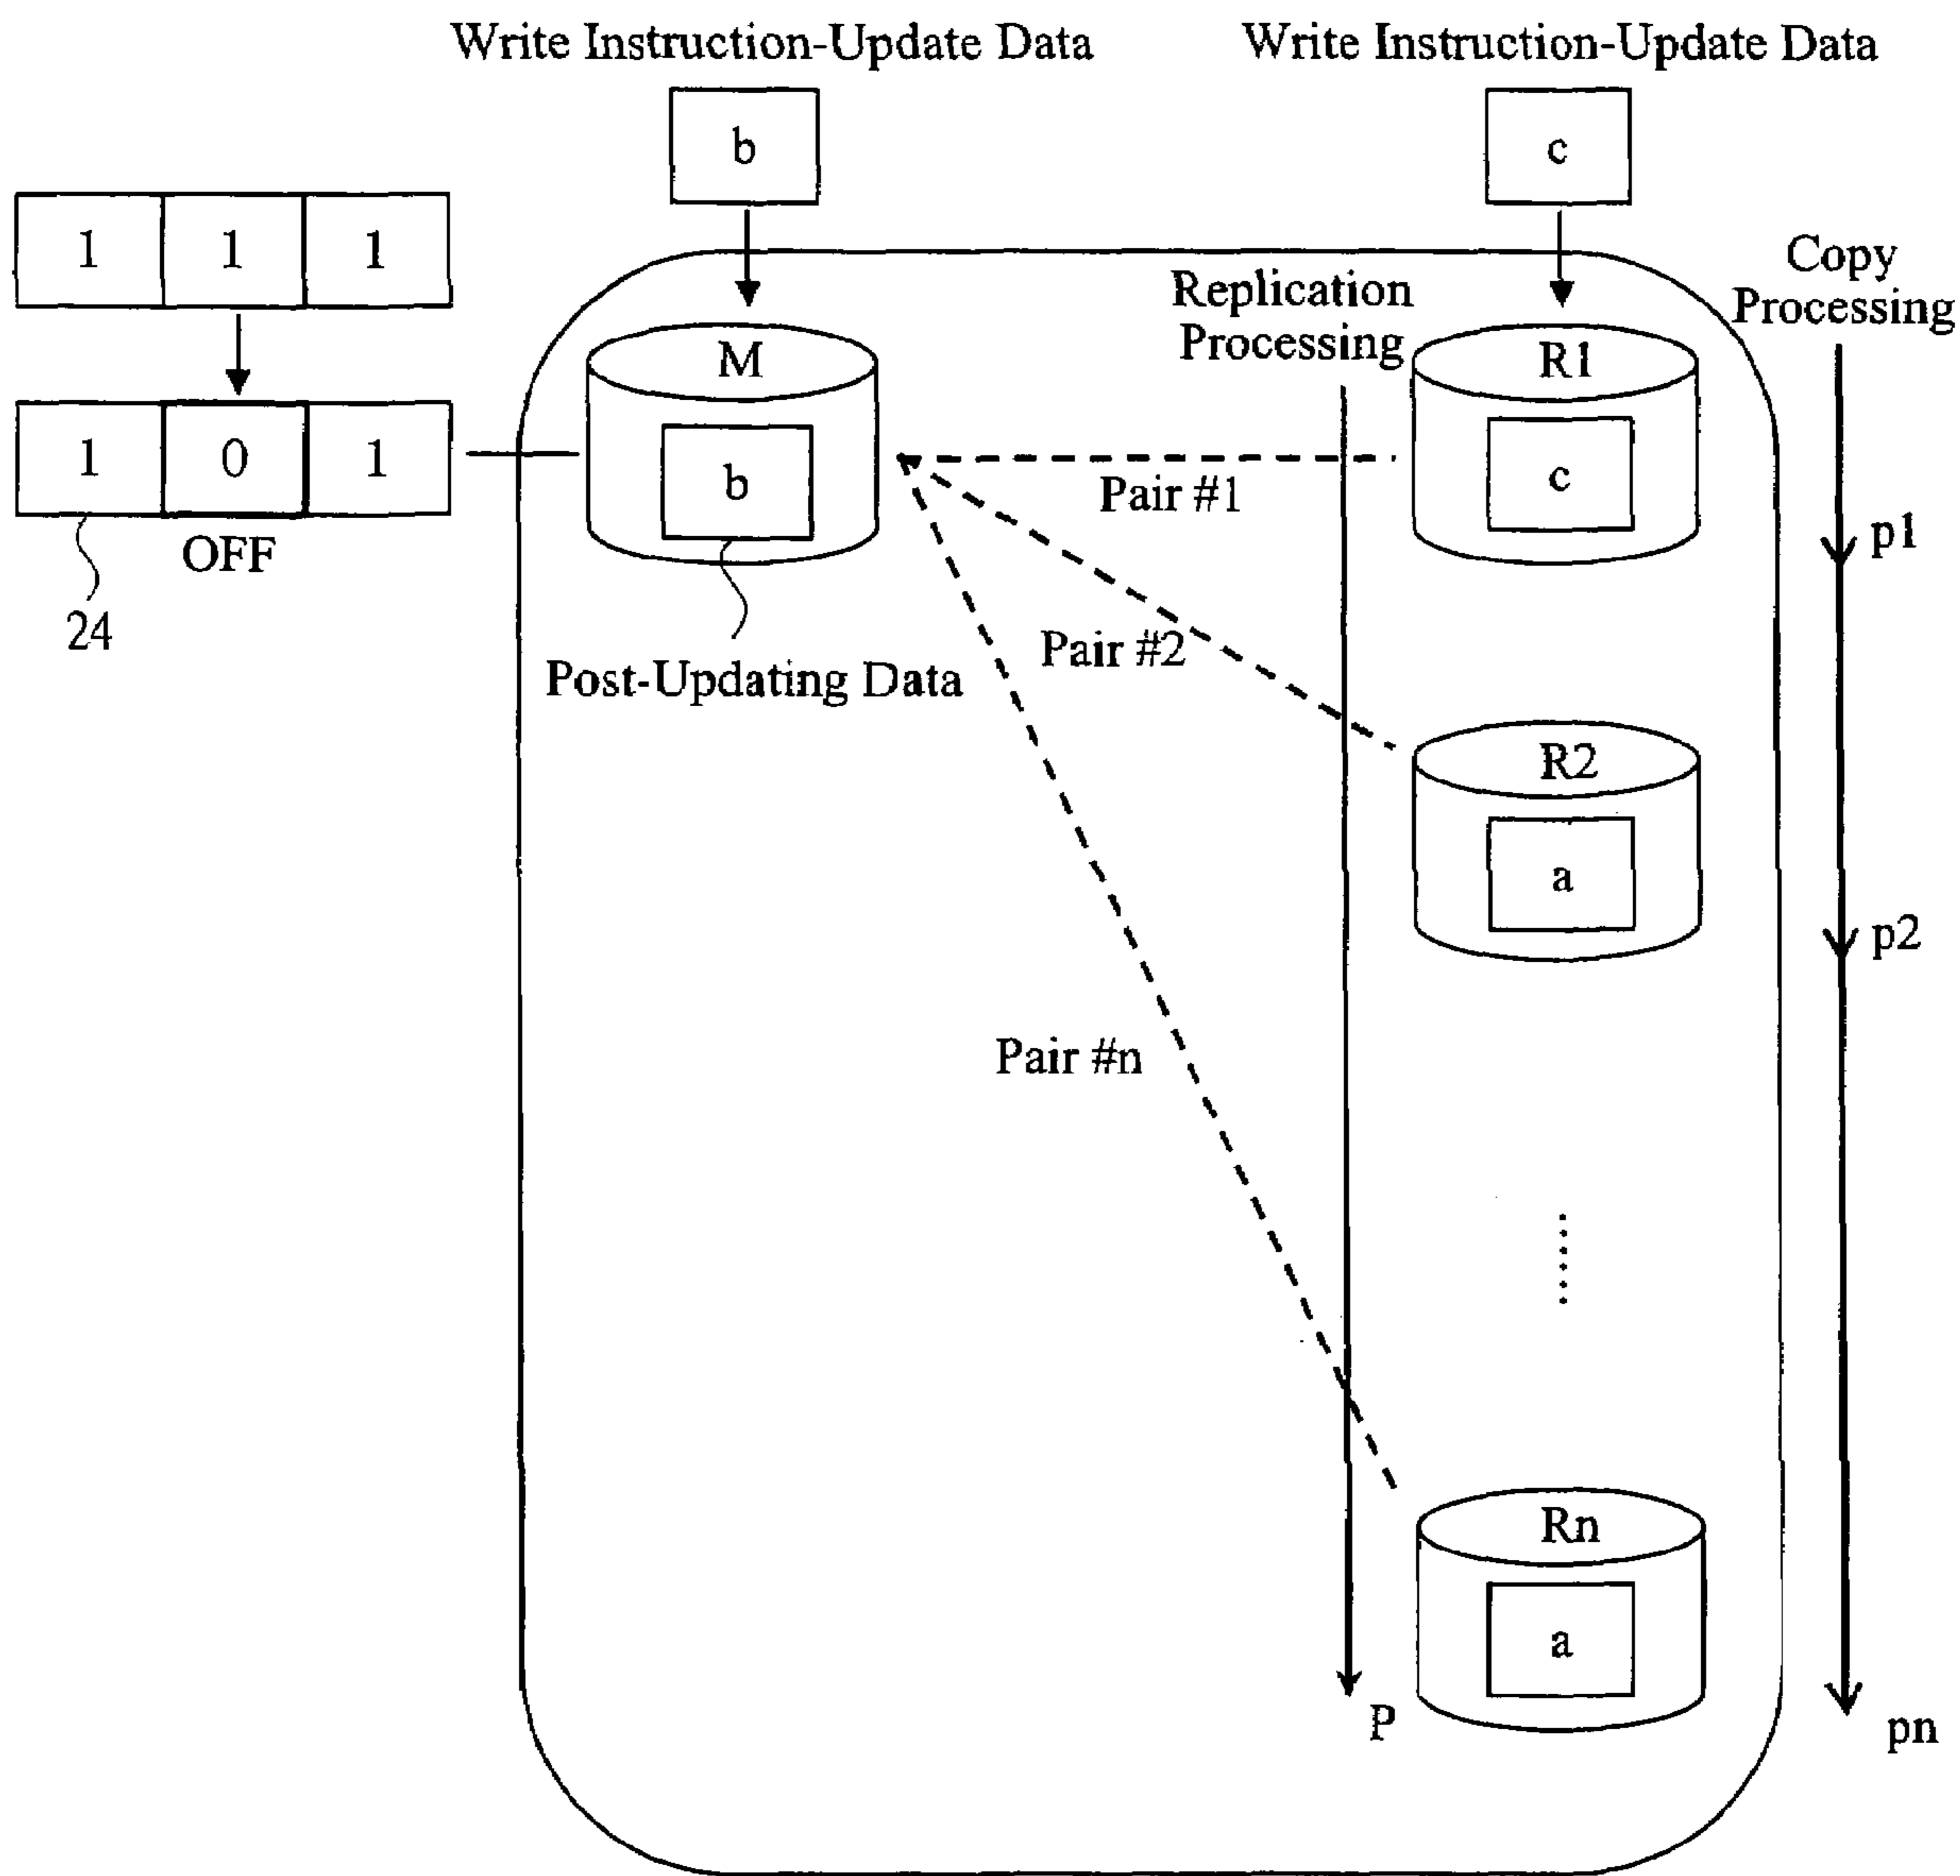 Write Instruction-Update Data
Write Instruction-Update Data
b
c
1 1 1
Copy
Processing
Replication
Processing
M
R1
1 0 1
b
Pair #1
c
p1
OFF
24
Pair #2
Post-Updating Data
R2
a
p2
Pair #n
Rn
a
P
pn